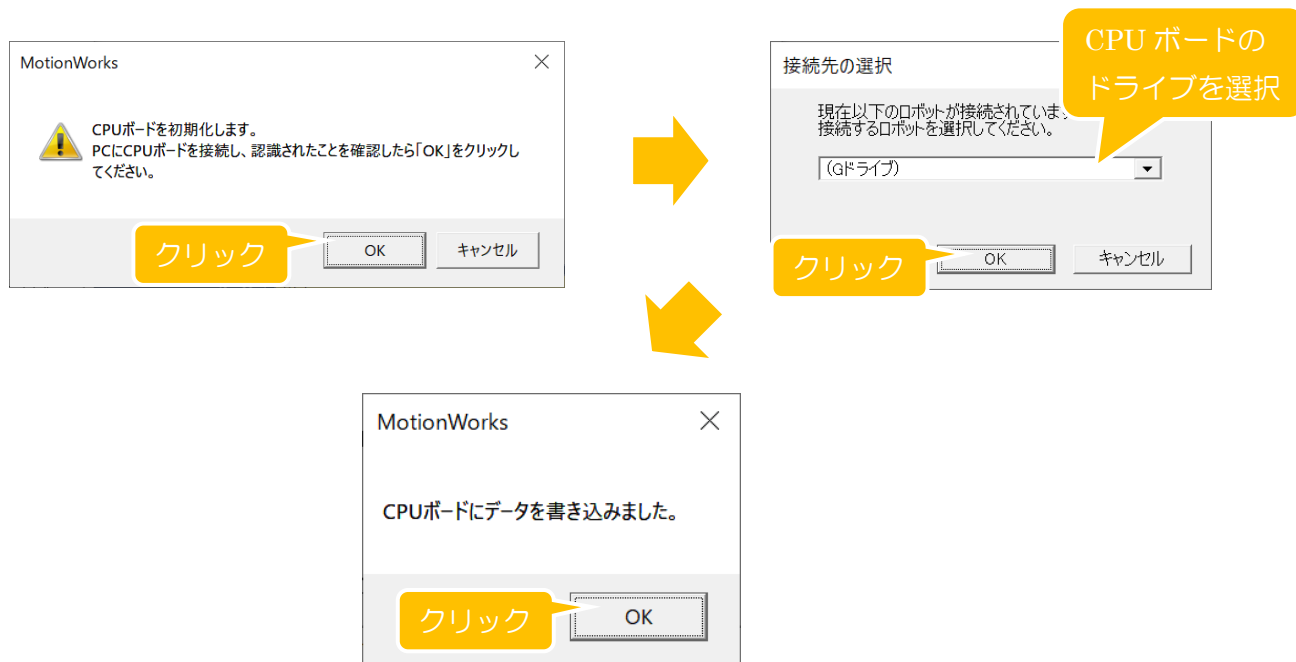 MotionWorks
CPUボードを初期化します。
PCにCPUボードを接続し、認識されたことを確認したら「OK」をクリックし
てください。
クリック
OK
キャンセル
接続先の選択
CPU ボードの
ドライブを選択
現在以下のロボットが接続されていま
接続するロボットを選択してください。
(Gドライブ)
クリック
OK
キャンセル
MotionWorks
CPUボードにデータを書き込みました。
クリック
OK